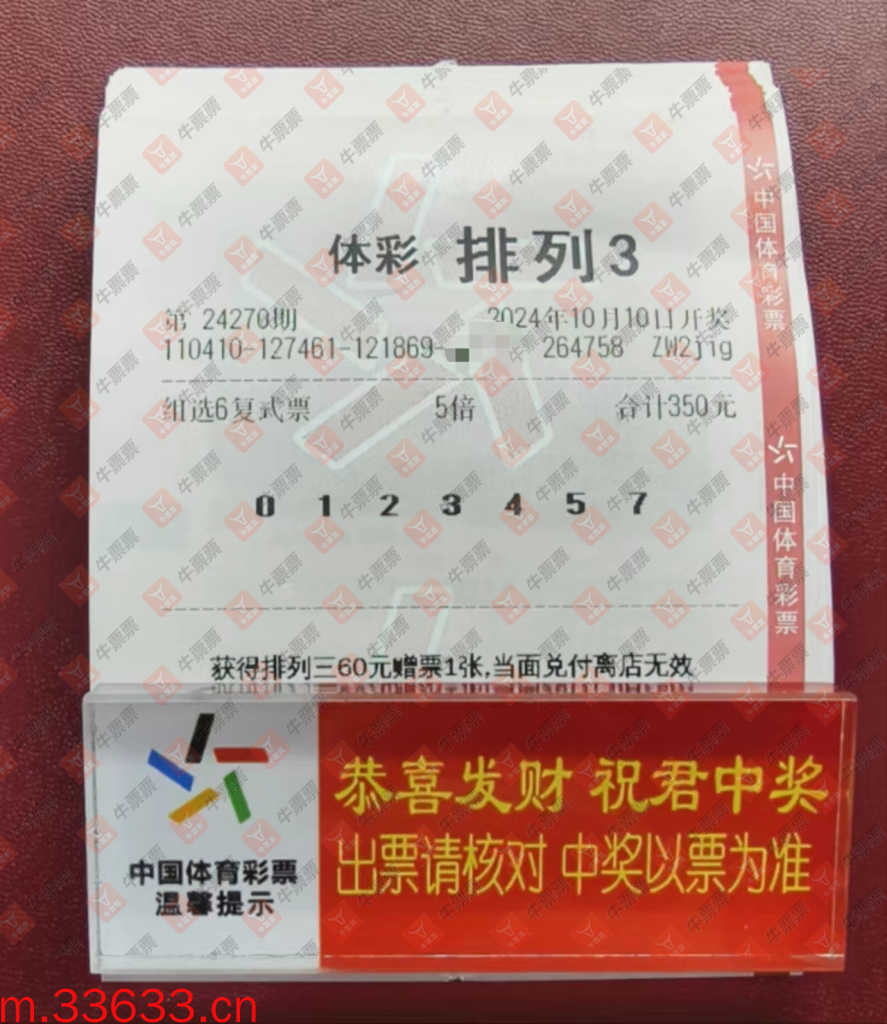 体彩 排列3
第 24270期 2024年10月10日开奖
110410-127461-121869- 264758 ZW2jig
组选6复式票 5倍 合计350元
0 1 2 3 4 5 7
获得排列三60元赠票1张,当面兑付离店无效
中国体育彩票
中国体育彩票
恭喜发财 祝君中奖
出票请核对 中奖以票为准
中国体育彩票
温馨提示
牛票票
m.33633.cn